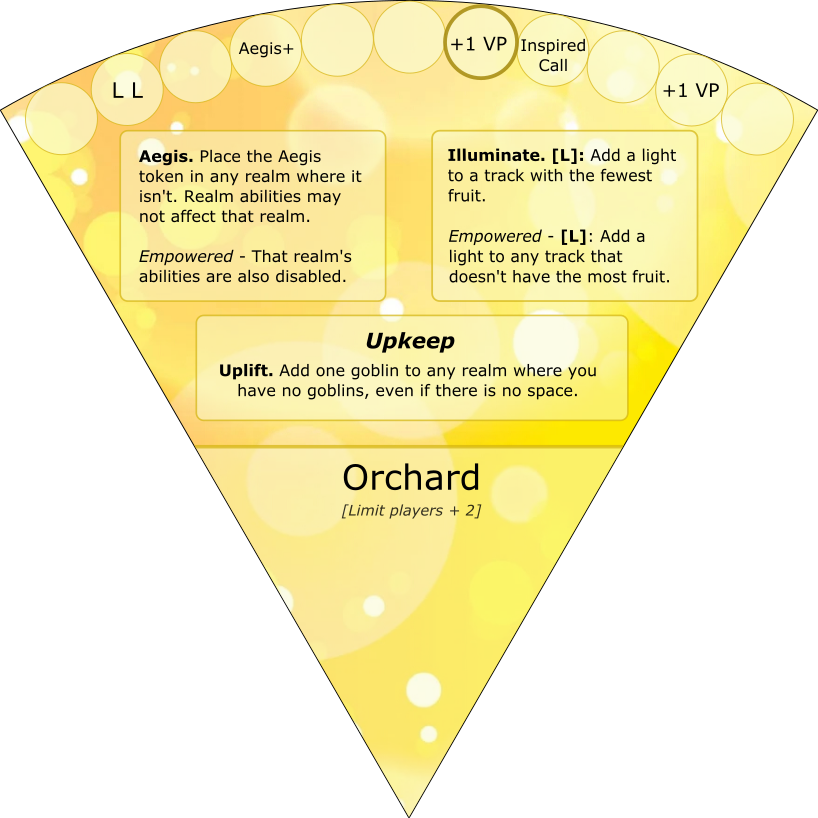 L L
Aegis+
+1 VP
Inspired
Call
+1 VP
Aegis. Place the Aegis
token in any realm where it
isn't. Realm abilities may
not affect that realm.
Empowered - That realm's
abilities are also disabled.
Illuminate. [L]: Add a light
to a track with the fewest
fruit.
Empowered - [L]: Add a
light to any track that
doesn't have the most fruit.
Upkeep
Uplift. Add one goblin to any realm where you
have no goblins, even if there is no space.
Orchard
[Limit players + 2]